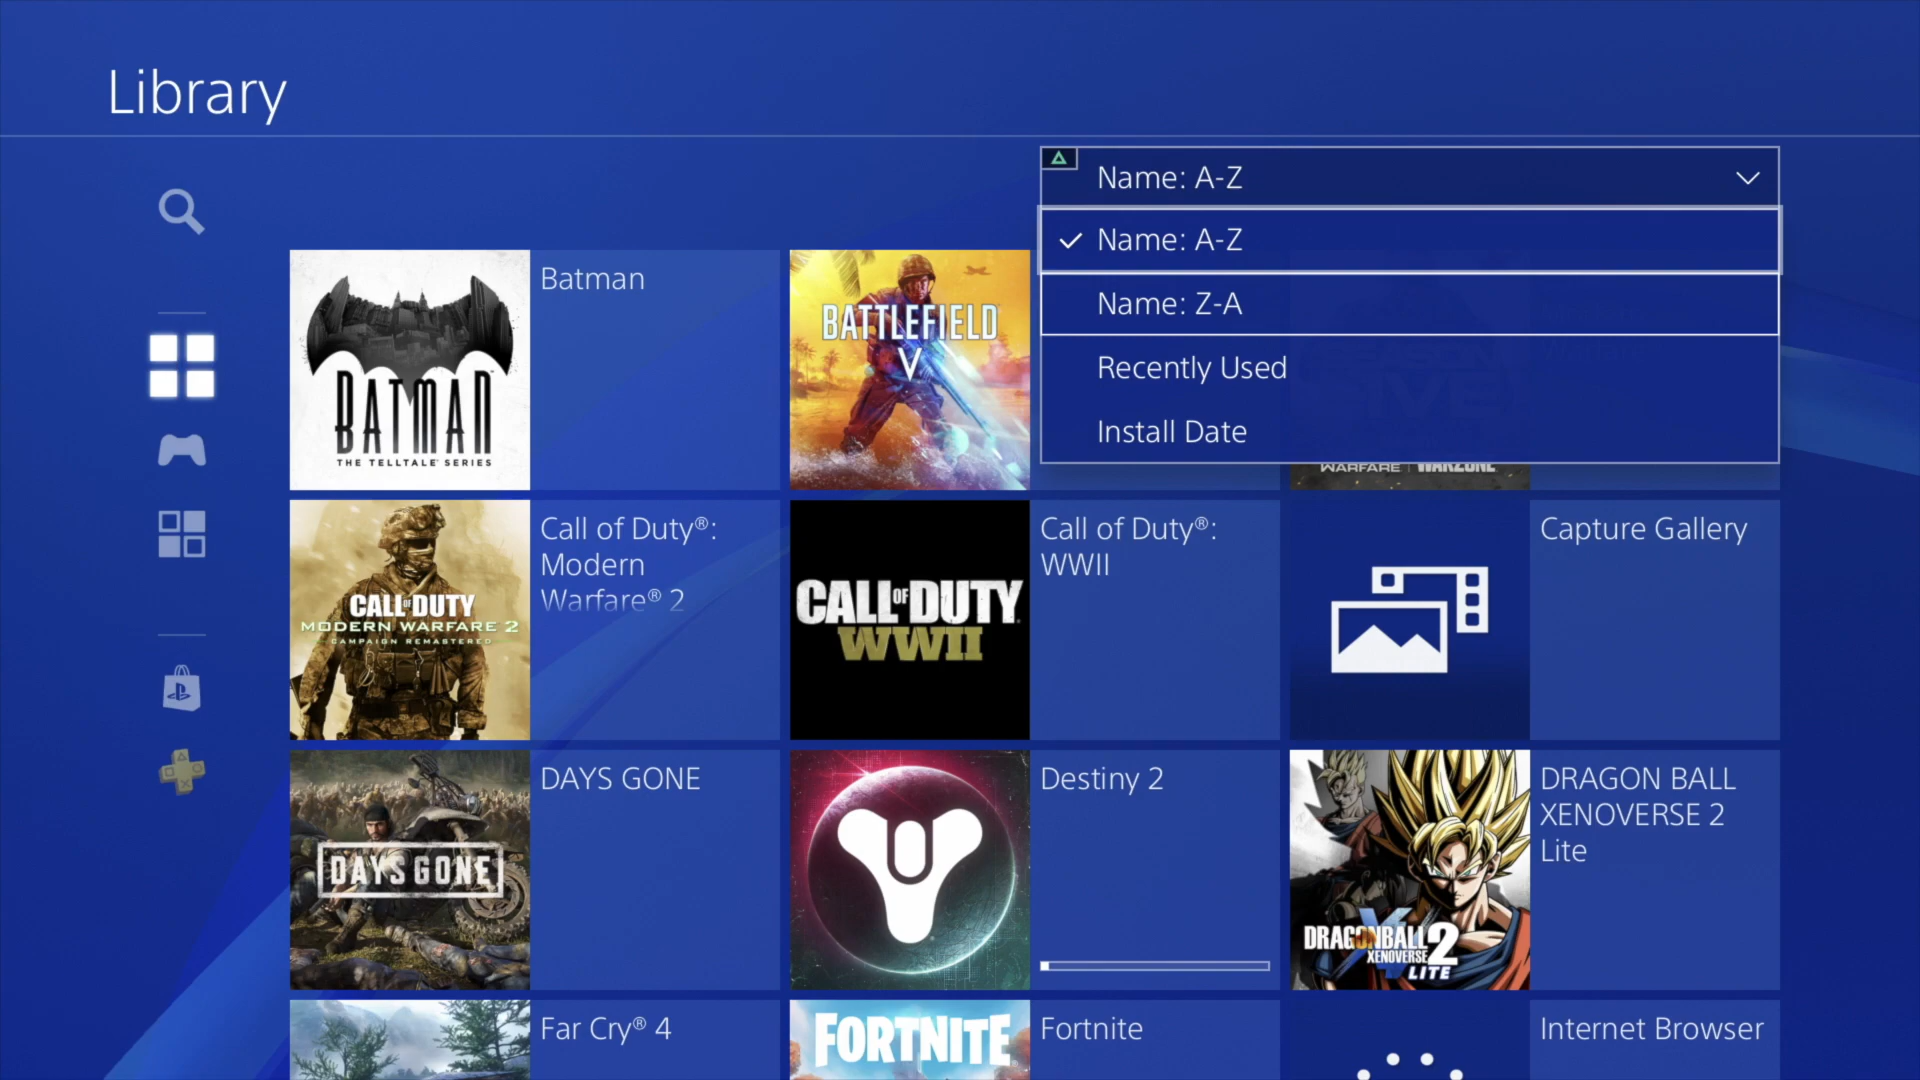 Library
Name: A-Z
Name: A-Z
Name: Z-A
Recently Used
Install Date
BATMAN
THE TELLTALE SERIES
Batman
BATTLEFIELD
V
WARFARE | WARZONE
CALL OF DUTY
MODERN WARFARE 2
CAMPAIGN REMASTERED
Call of Duty®:
Modern
Warfare® 2
CALL OF DUTY
WWII
Call of Duty®:
WWII
Capture Gallery
DAYS GONE
DAYS GONE
Destiny 2
DRAGONBALL
XENOVERSE 2
LITE
DRAGON BALL
XENOVERSE 2
Lite
Far Cry® 4
FORTNITE
Fortnite
Internet Browser